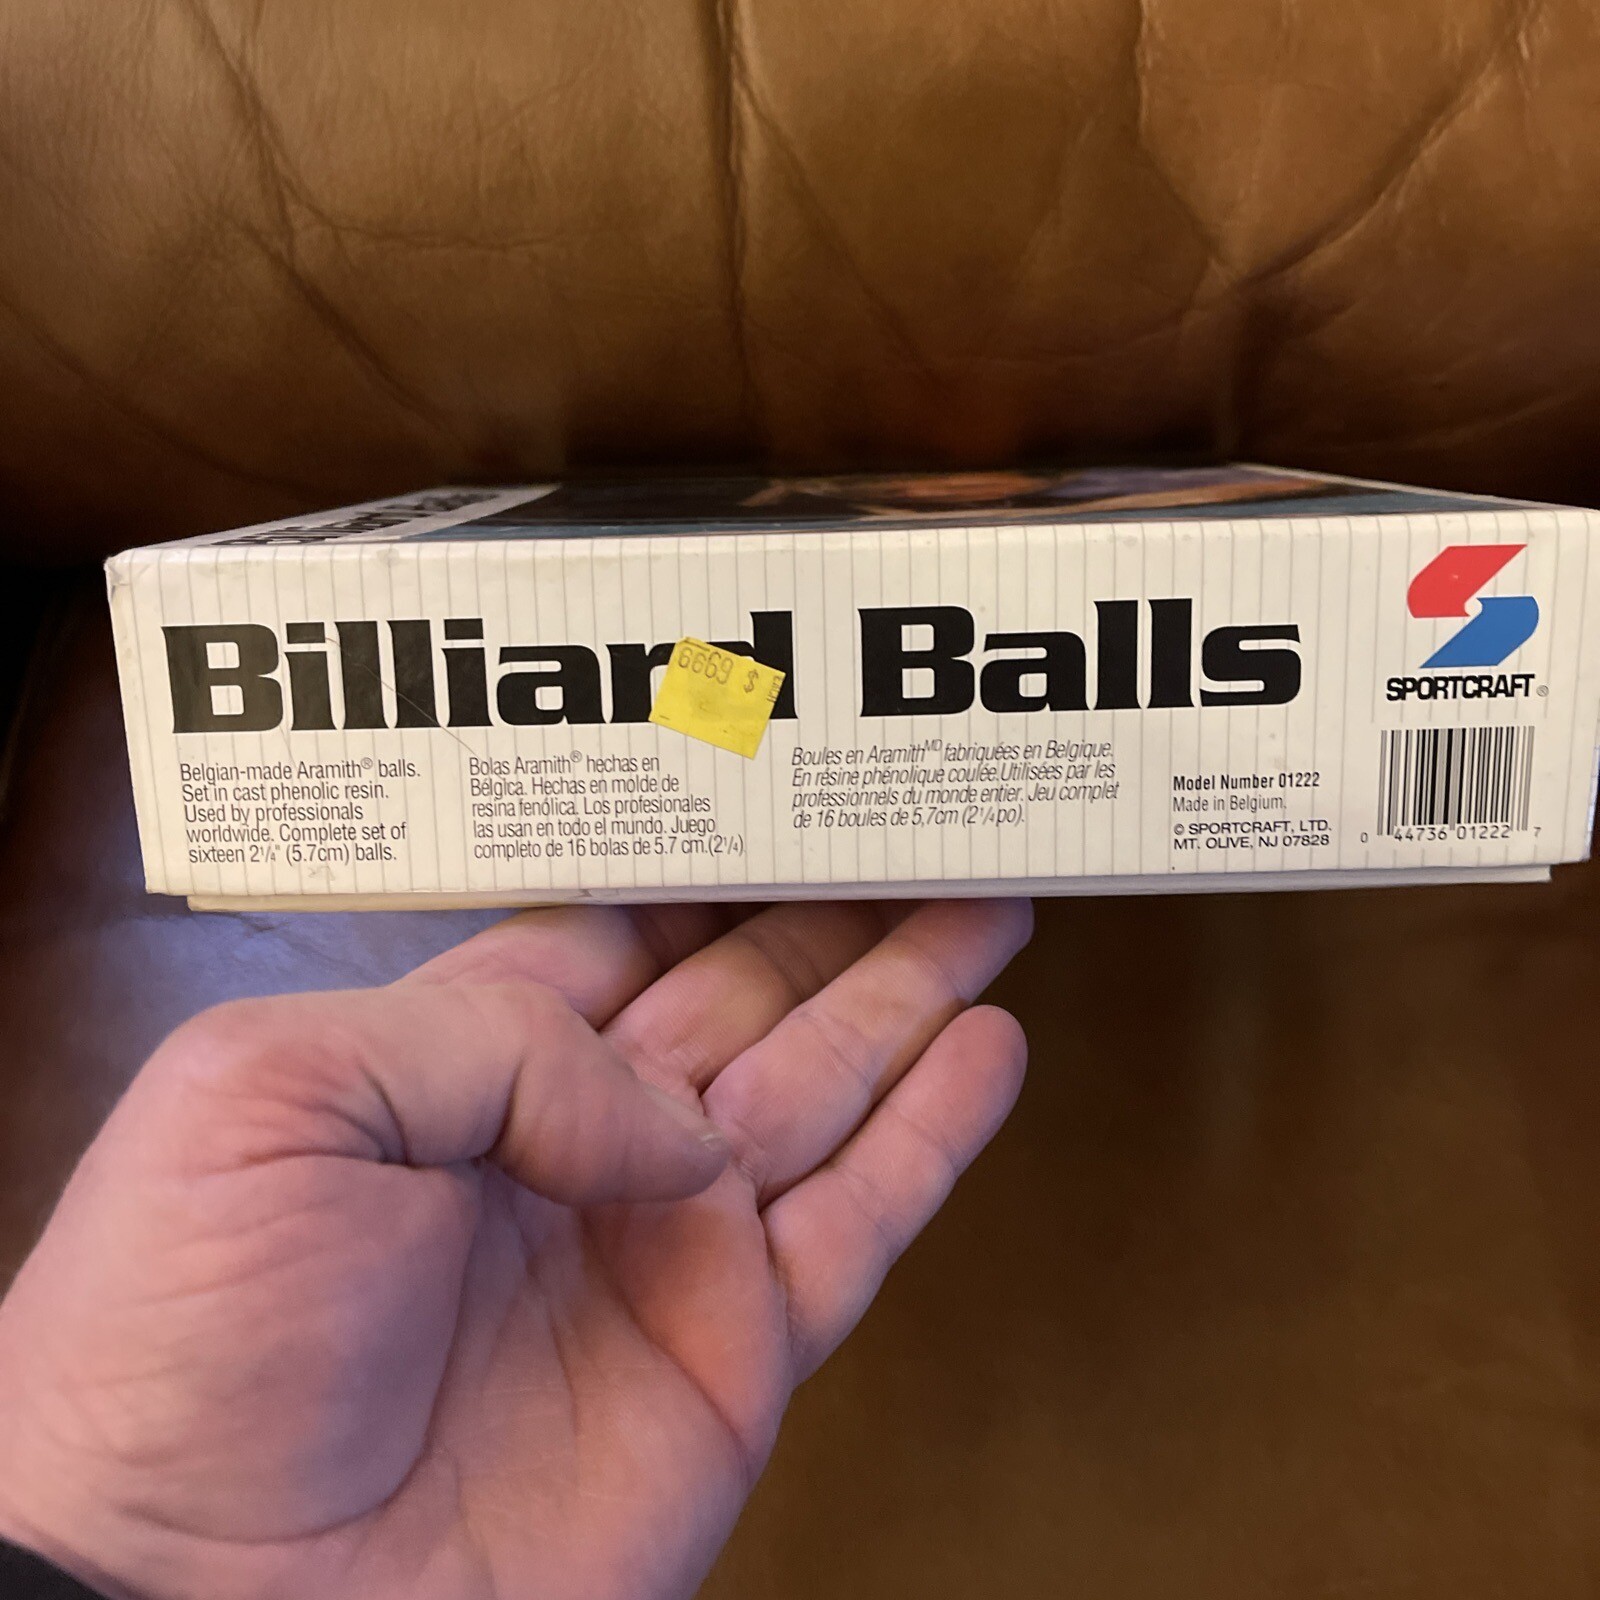 Billiard Balls
SPORTCRAFT®
Belgian-made Aramith® balls.
Set in cast phenolic resin.
Used by professionals
worldwide. Complete set of
sixteen 2¼" (5.7cm) balls.
Bolas Aramith® hechas en
Bélgica. Hechas en molde de
resina fenólica. Los profesionales
las usan en todo el mundo. Juego
completo de 16 bolas de 5.7 cm.(2¼)
Boules en Aramithᴹᴰ fabriquées en Belgique.
En résine phénolique coulée.Utilisées par les
professionnels du monde entier. Jeu complet
de 16 boules de 5,7cm (2¼po).
Model Number 01222
Made in Belgium.
© SPORTCRAFT, LTD.
MT. OLIVE, NJ 07828
0 44736 01222 7